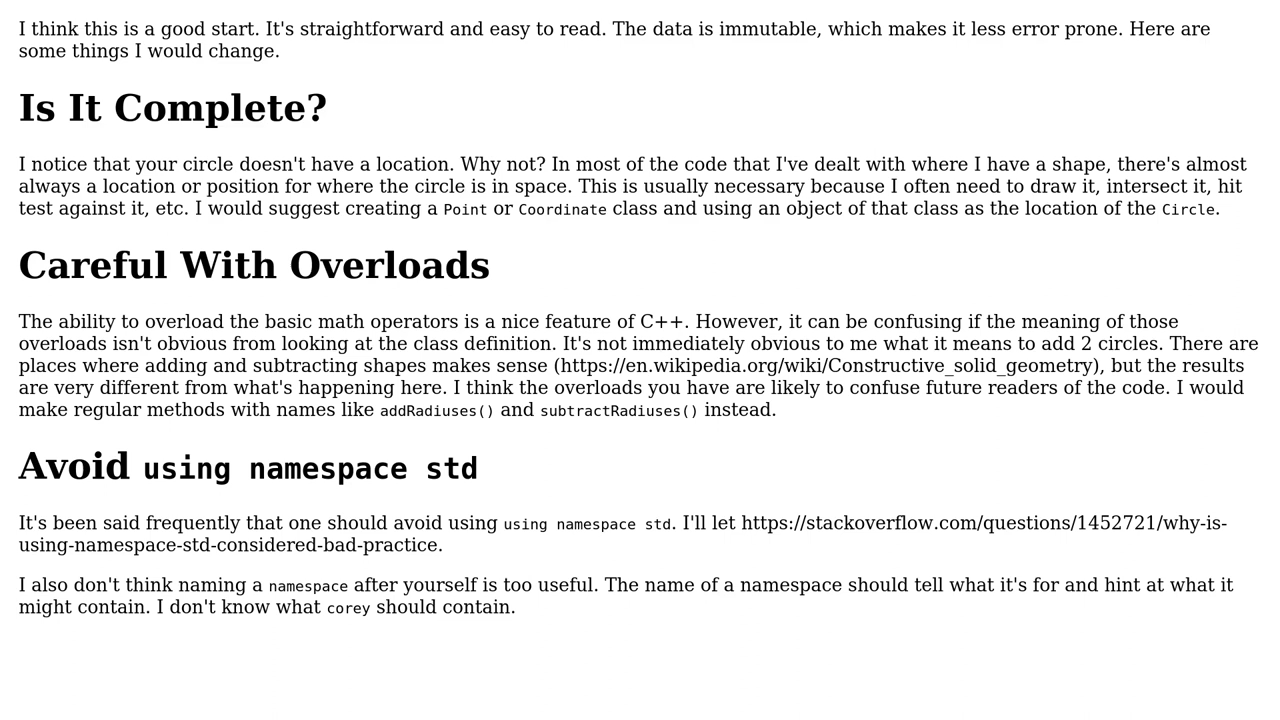 I think this is a good start. It's straightforward and easy to read. The data is immutable, which makes it less error prone. Here are
some things I would change.
Is It Complete?
I notice that your circle doesn't have a location. Why not? In most of the code that I've dealt with where I have a shape, there's almost
always a location or position for where the circle is in space. This is usually necessary because I often need to draw it, intersect it, hit
test against it, etc. I would suggest creating a Point or Coordinate class and using an object of that class as the location of the Circle.
Careful With Overloads
The ability to overload the basic math operators is a nice feature of C++. However, it can be confusing if the meaning of those
overloads isn't obvious from looking at the class definition. It's not immediately obvious to me what it means to add 2 circles. There are
places where adding and subtracting shapes makes sense (https://en.wikipedia.org/wiki/Constructive_solid_geometry), but the results
are very different from what's happening here. I think the overloads you have are likely to confuse future readers of the code. I would
make regular methods with names like addRadiuses() and subtractRadiuses() instead.
Avoid using namespace std
It's been said frequently that one should avoid using using namespace std. I'll let https://stackoverflow.com/questions/1452721/why-is-
using-namespace-std-considered-bad-practice.
I also don't think naming a namespace after yourself is too useful. The name of a namespace should tell what it's for and hint at what it
might contain. I don't know what corey should contain.